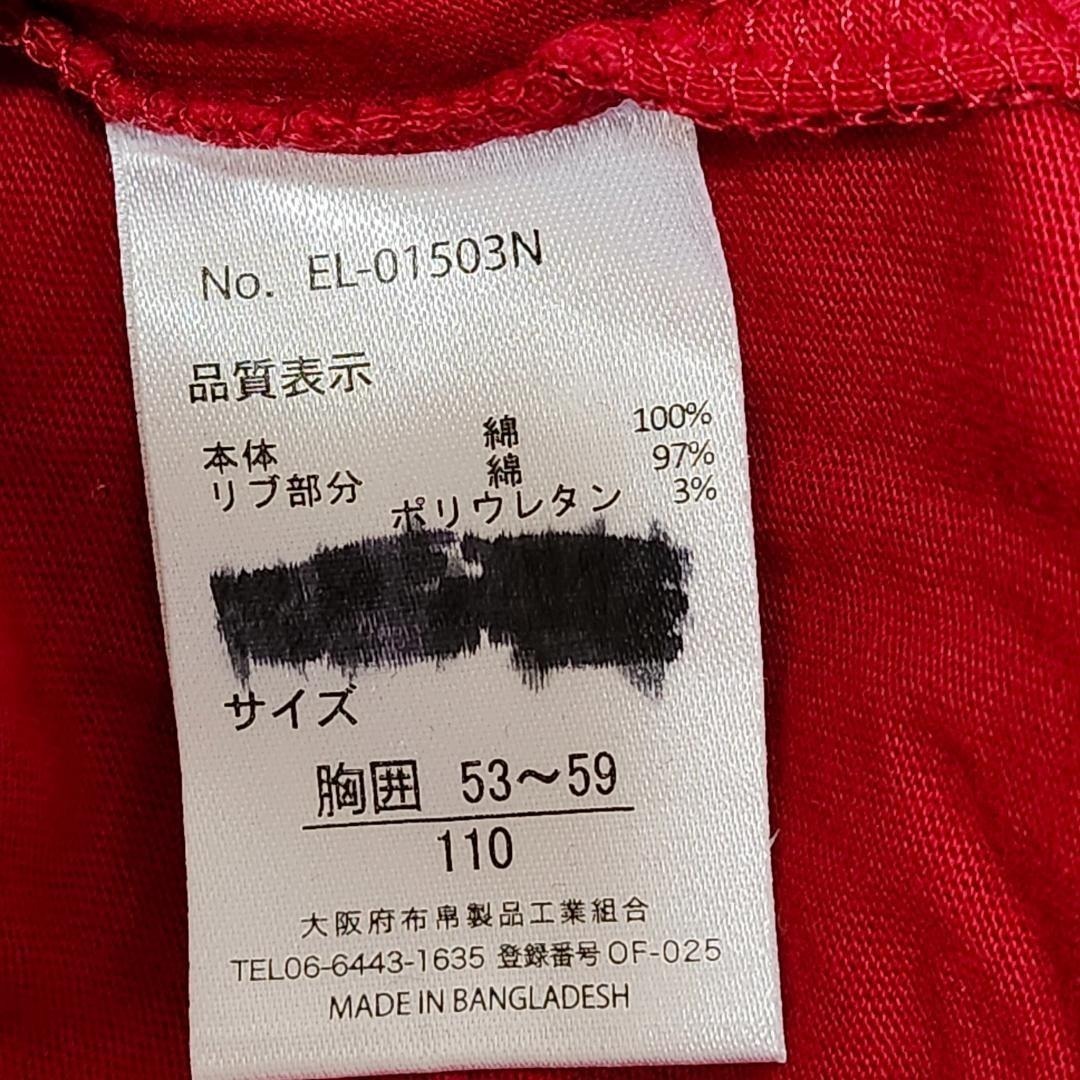 No. EL-01503N
品質表示
本体 綿 100%
リブ部分 綿 97%
ポリウレタン 3%
サイズ
胸囲 53～59
110
大阪府布帛製品工業組合
TEL06-6443-1635 登録番号OF-025
MADE IN BANGLADESH